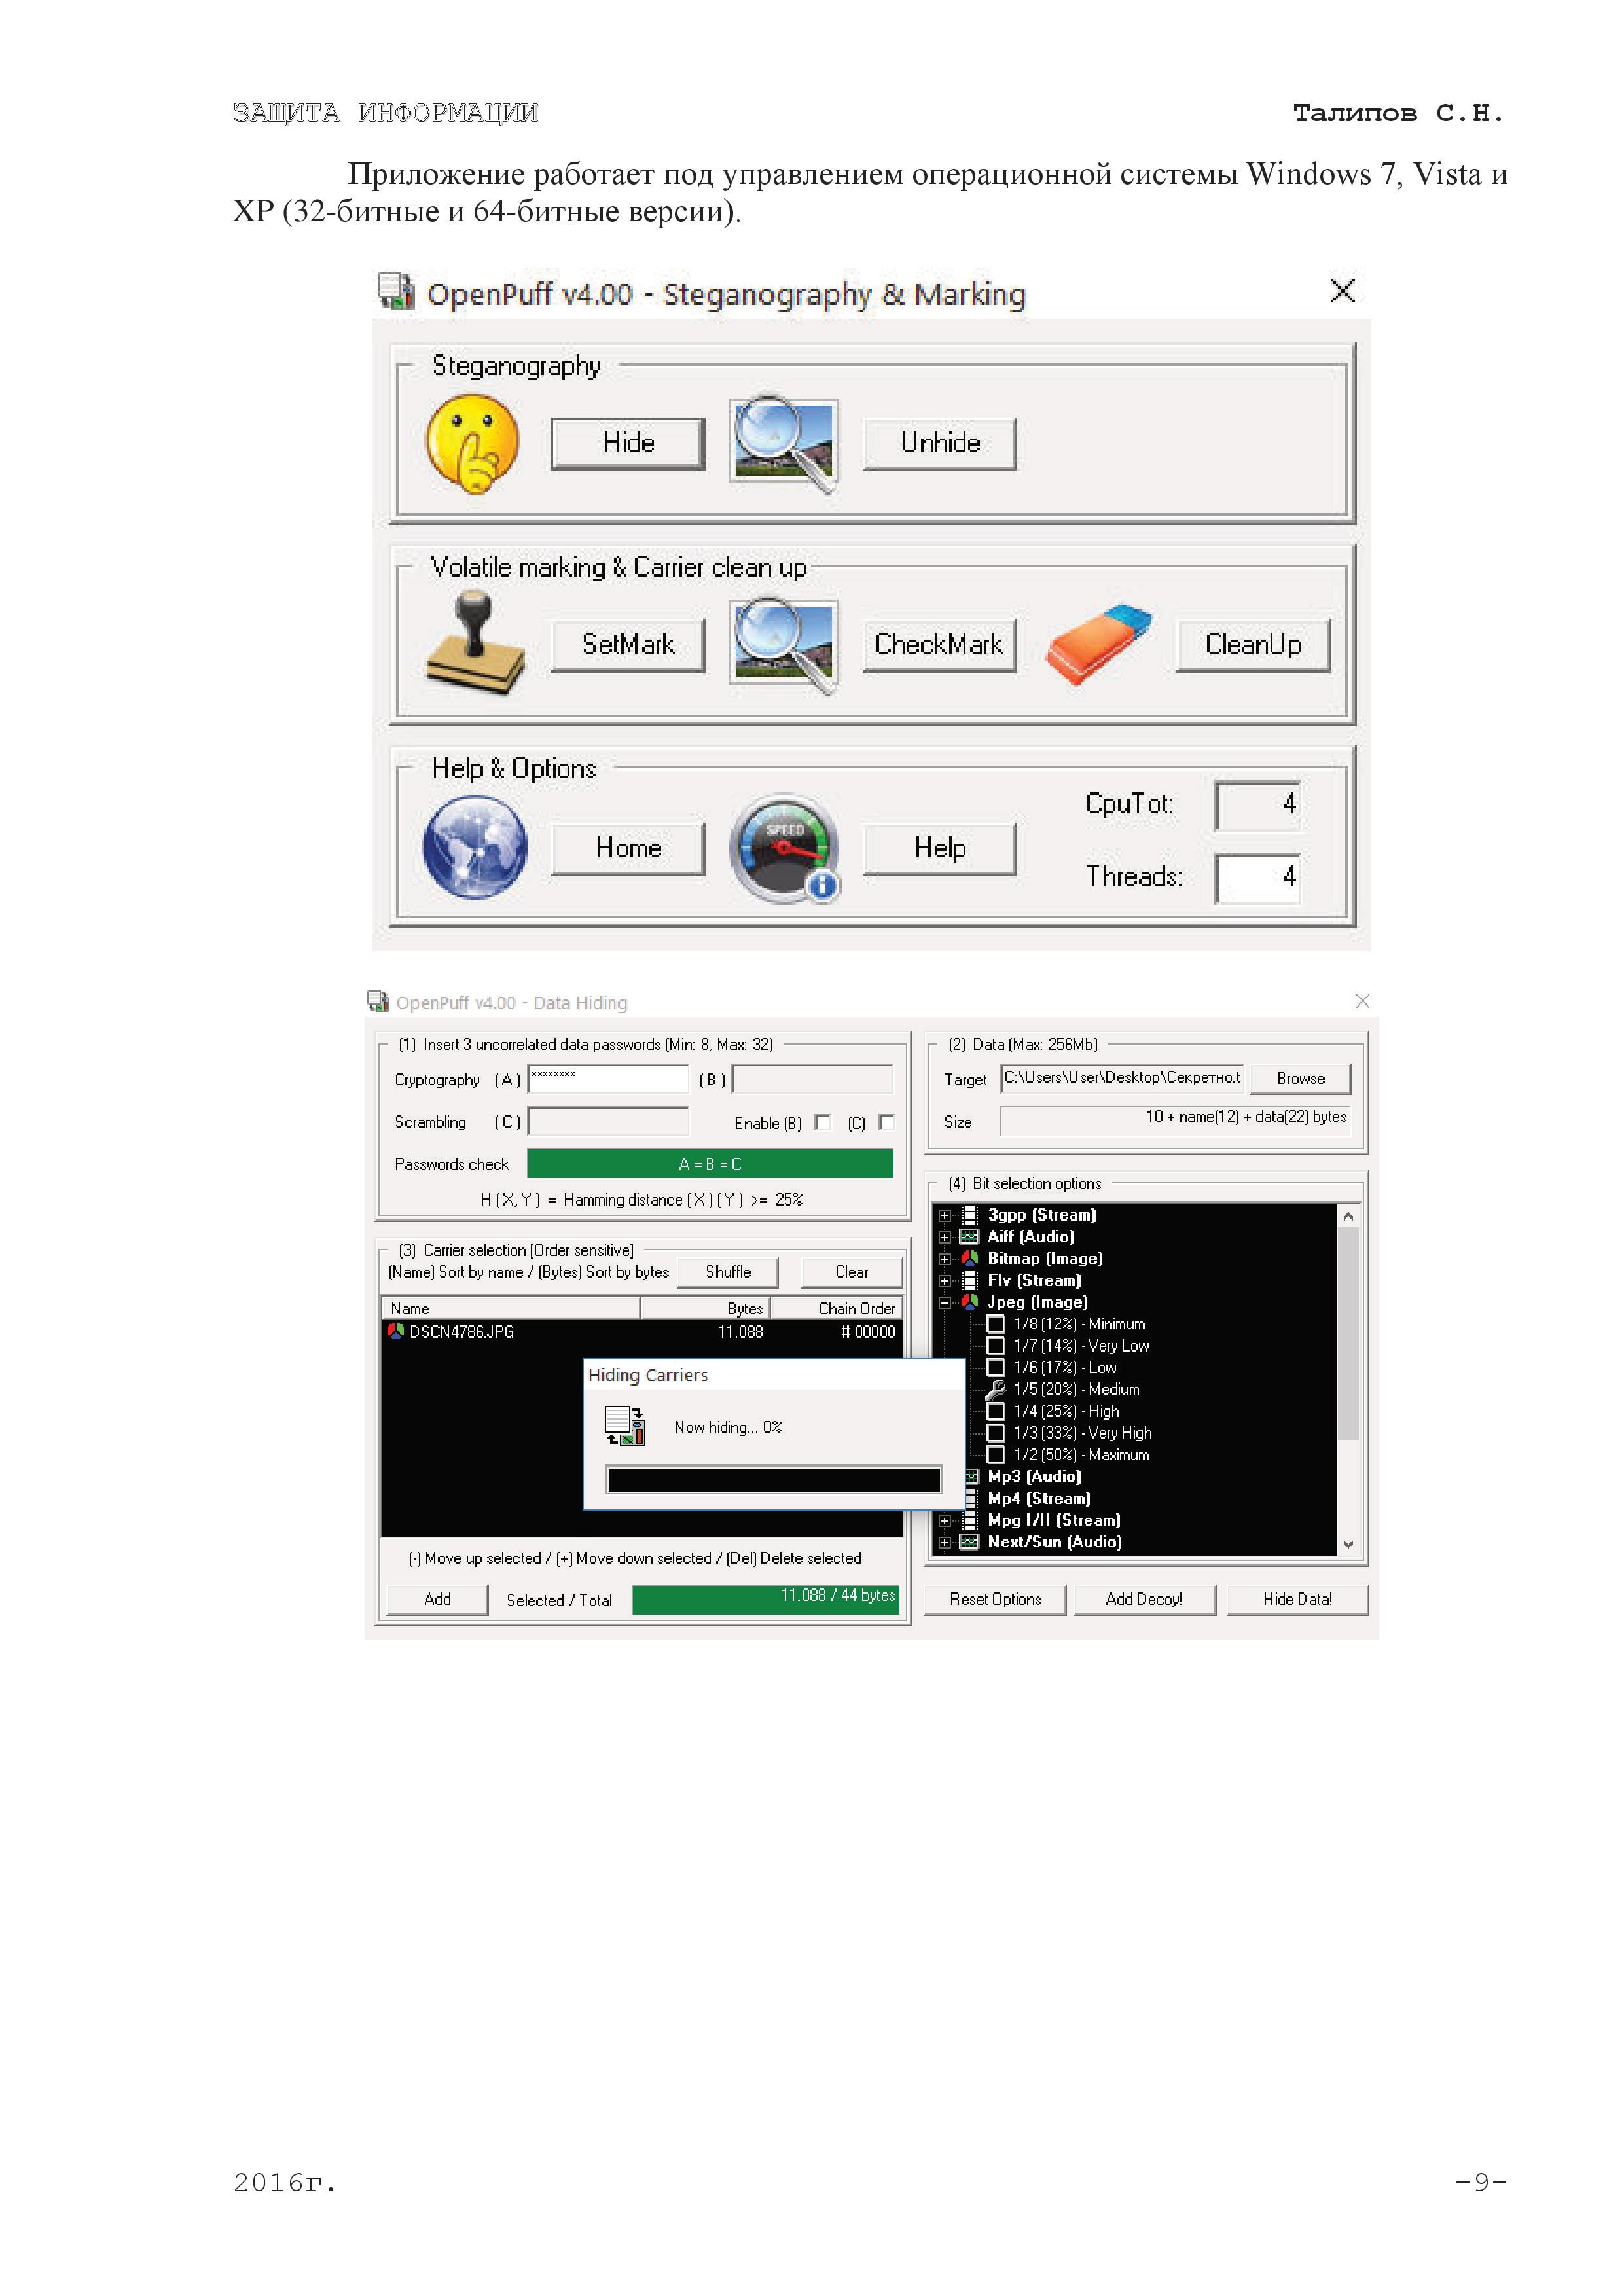 ЗАЩИТА ИНФОРМАЦИИ Талипов С.Н.
Приложение работает под управлением операционной системы Windows 7, Vista и
XP (32-битные и 64-битные версии).
OpenPuff v4.00 - Steganography & Marking
Steganography
Hide Unhide
Volatile marking & Carrier clean up
SetMark CheckMark CleanUp
Help & Options
CpuTot: 4
SPEED
Home Help
Threads: 4
OpenPuff v4.00 - Data Hiding
(1) Insert 3 uncorrelated data passwords (Min: 8, Max: 32)
Cryptography (A) ******** (B)
Scrambling (C) Enable (B) (C)
Passwords check A = B = C
H (X, Y) = Hamming distance (X) (Y) >= 25%
(2) Data (Max: 256Mb)
Target C:\Users\User\Desktop\Секретно.t Browse
Size 10 + name(12) + data(22) bytes
(3) Carrier selection [Order sensitive]
(Name) Sort by name / (Bytes) Sort by bytes Shuffle Clear
Name Bytes Chain Order
DSCN4786.JPG 11.088 # 00000
Hiding Carriers
Now hiding... 0%
(-) Move up selected / (+) Move down selected / (Del) Delete selected
Add Selected / Total 11.088 / 44 bytes
(4) Bit selection options
3gpp (Stream)
Aiff (Audio)
Bitmap (Image)
Flv (Stream)
Jpeg (Image)
1/8 (12%) - Minimum
1/7 (14%) - Very Low
1/6 (17%) - Low
1/5 (20%) - Medium
1/4 (25%) - High
1/3 (33%) - Very High
1/2 (50%) - Maximum
Mp3 (Audio)
Mp4 (Stream)
Mpg I/II (Stream)
Next/Sun (Audio)
Reset Options Add Decoy! Hide Data!
2016г. -9-